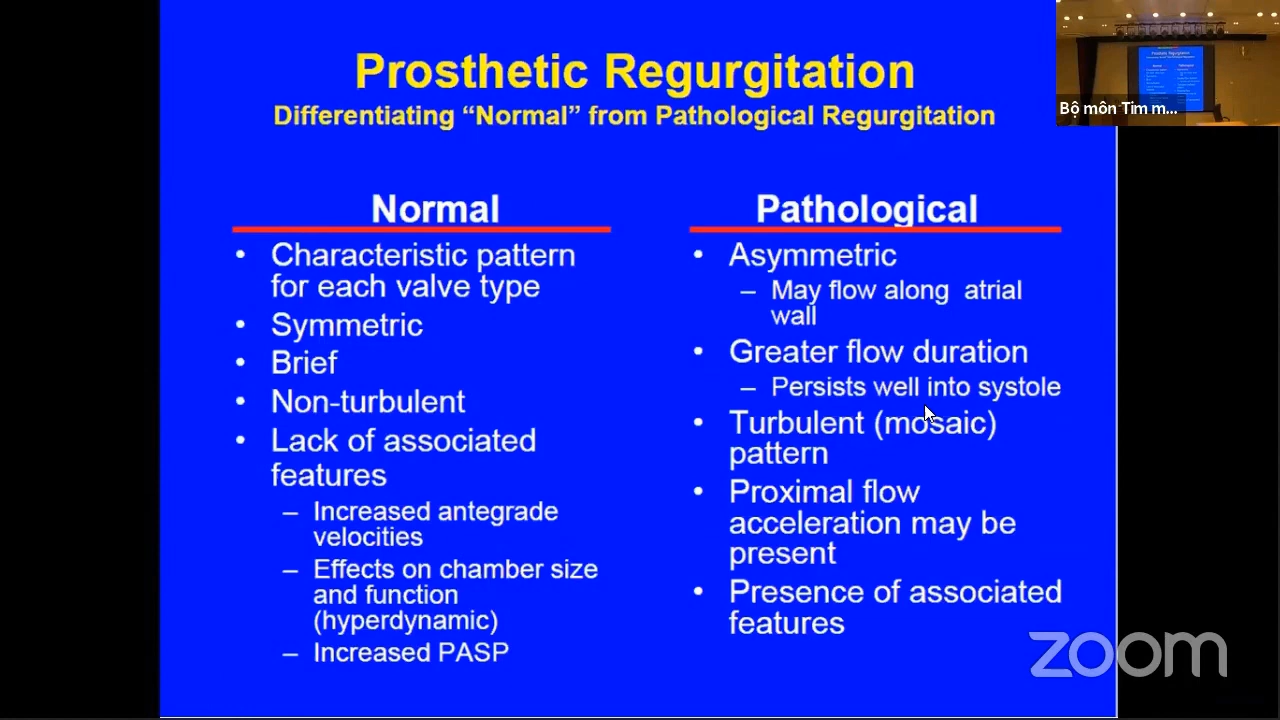 Prosthetic Regurgitation
Differentiating “Normal” from Pathological Regurgitation
Bộ môn Tim m...
Normal
• Characteristic pattern
for each valve type
• Symmetric
• Brief
• Non-turbulent
• Lack of associated
features
– Increased antegrade
velocities
– Effects on chamber size
and function
(hyperdynamic)
– Increased PASP
Pathological
• Asymmetric
– May flow along atrial
wall
• Greater flow duration
– Persists well into systole
• Turbulent (mosaic)
pattern
• Proximal flow
acceleration may be
present
• Presence of associated
features
zoom